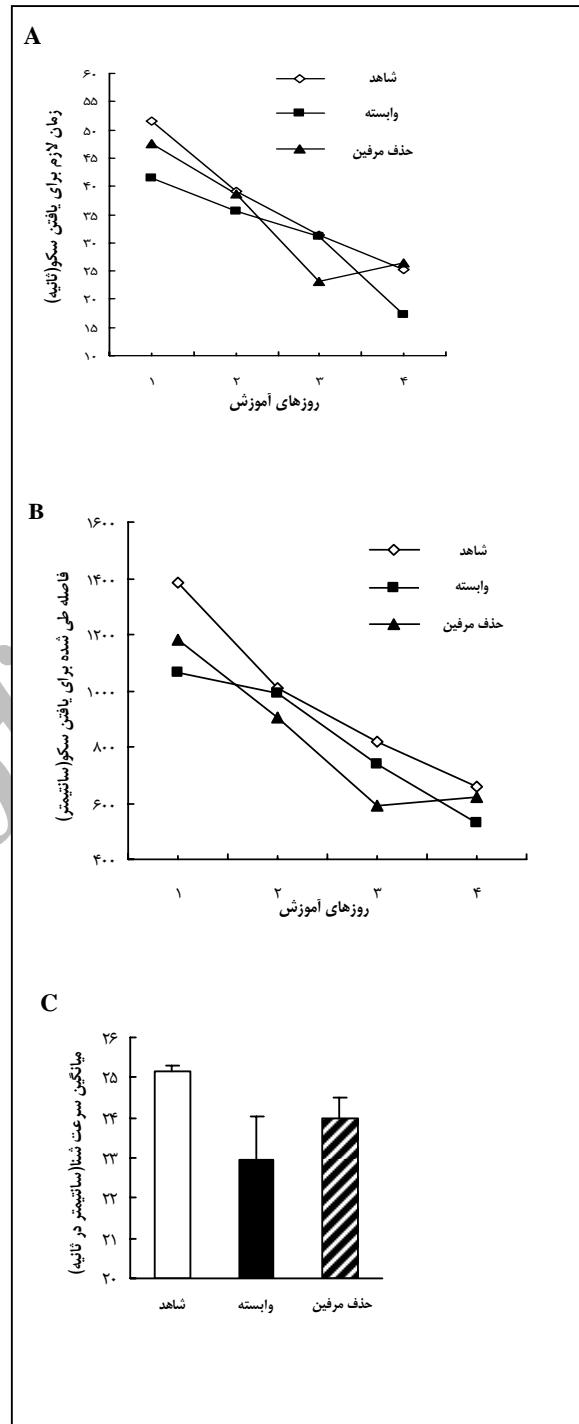 A
شاهد
وابسته
حذف مرفین
زمان لازم برای یافتن سکو(ثانیه)
۶۰
۵۵
۵۰
۴۵
۴۰
۳۵
۳۰
۲۵
۲۰
۱۵
۱۰
۱ ۲ ۳ ۴
روزهای آموزش
B
شاهد
وابسته
حذف مرفین
فاصله طی شده برای یافتن سکو(سانتیمتر)
۱۶۰۰
۱۴۰۰
۱۲۰۰
۱۰۰۰
۸۰۰
۶۰۰
۴۰۰
۱ ۲ ۳ ۴
روزهای آموزش
C
میانگین سرعت شنا(سانتیمتر در ثانیه)
۲۶
۲۵
۲۴
۲۳
۲۲
۲۱
۲۰
شاهد وابسته حذف مرفین